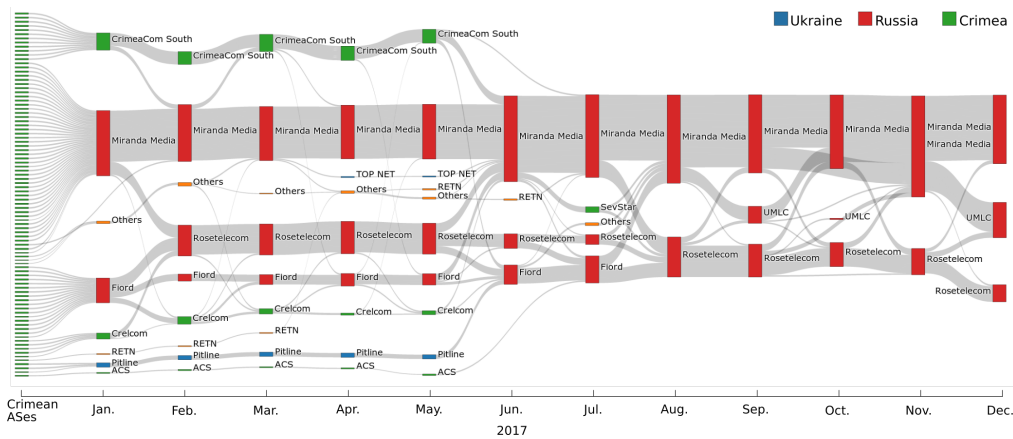 Ukraine Russia Crimea
CrimeaCom South CrimeaCom South CrimeaCom South CrimeaCom South CrimeaCom South
Miranda Media Miranda Media Miranda Media Miranda Media Miranda Media Miranda Media Miranda Media Miranda Media Miranda Media Miranda Media Miranda Media
Miranda Media
TOP NET TOP NET
Others Others Others RETN
Others RETN
Others SevStar
Others UMLC UMLC UMLC
Rosetelecom Rosetelecom Rosetelecom Rosetelecom Rosetelecom Rosetelecom
Rosetelecom Rosetelecom Rosetelecom Rosetelecom
Fiord Fiord Fiord Fiord Fiord Fiord Fiord
Rosetelecom
Crelcom Crelcom Crelcom Crelcom Crelcom
RETN RETN RETN
Pitline Pitline Pitline Pitline Pitline
ACS ACS ACS ACS ACS
Crimean
ASes
Jan. Feb. Mar. Apr. May. Jun. Jul. Aug. Sep. Oct. Nov. Dec.
2017